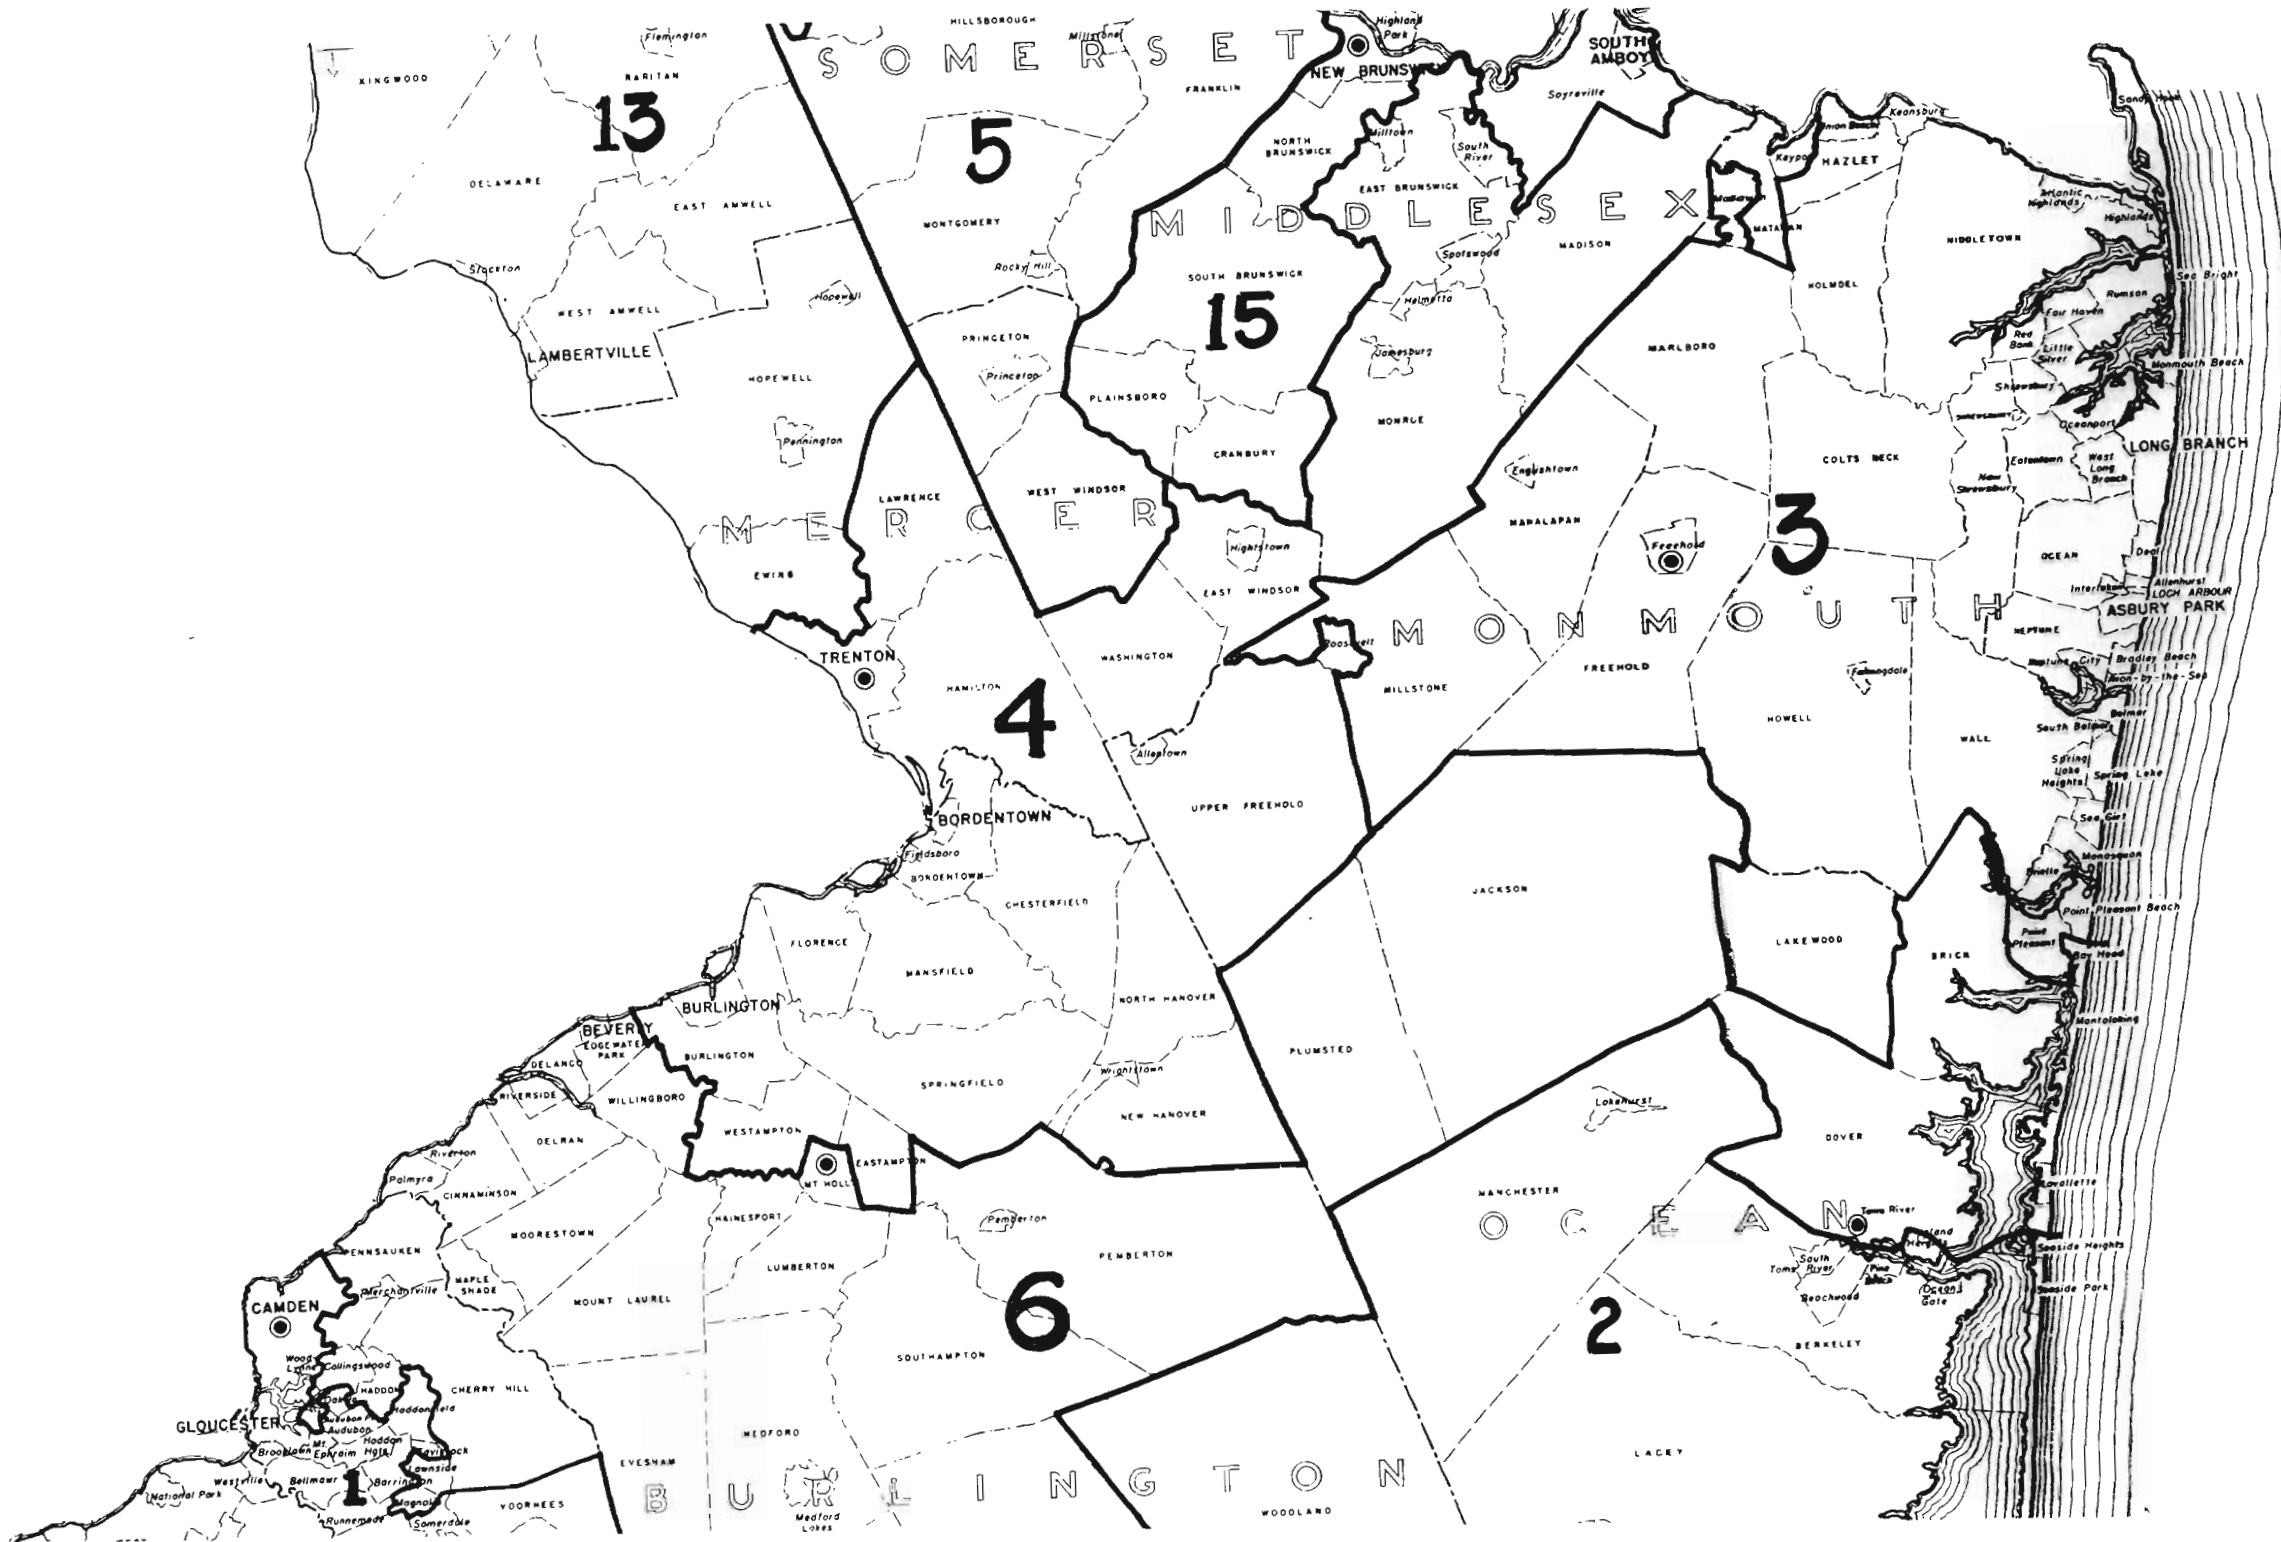 HILLSBOROUGH
Flemington
Millstone
Highland
Park
SOMERSET
KINGWOOD
RARITAN
SOUTH
AMBOY
13
FRANKLIN
Sayreville
Keansburg
5
NORTH
BRUNSWICK
Milltown
South
River
Union Beach
HAZLET
DELAWARE
EAST AMWELL
EAST BRUNSWICK
MIDDLESEX
Atlantic
Highlands
Highlands
MONTGOMERY
MADISON
MIDDLETOWN
Stockton
Rocky Hill
SOUTH BRUNSWICK
15
Spotswood
HOLMDEL
Sea Bright
Hopewell
Helmetta
Rumson
Fair Haven
WEST AMWELL
LAMBERTVILLE
PRINCETON
Princeton
Jamesburg
MARLBORO
Red
Bank
Little
Silver
Monmouth Beach
HOPEWELL
PLAINSBORO
Shrewsbury
Pennington
MONROE
Oceanport
CRANBURY
COLTS NECK
Eatontown
LONG BRANCH
West
Long
Branch
New
Shrewsbury
LAWRENCE
WEST WINDSOR
Englishtown
MERCER
MANALAPAN
3
Hightstown
Freehold
OCEAN
Deal
EWING
EAST WINDSOR
Interlaken
Allenhurst
LOCH ARBOUR
ASBURY PARK
MONMOUTH
Roosevelt
NEPTUNE
TRENTON
WASHINGTON
Neptune City
Bradley Beach
Avon-by-the-Sea
HAMILTON
4
MILLSTONE
FREEHOLD
Farmingdale
HOWELL
Belmar
South Belmar
WALL
Allentown
Spring
Lake
Heights
Spring Lake
UPPER FREEHOLD
Sea Girt
BORDENTOWN
Fieldsboro
BORDENTOWN
Manasquan
Brielle
CHESTERFIELD
JACKSON
Point Pleasant Beach
FLORENCE
LAKEWOOD
Point
Pleasant
BRICK
Bay Head
MANSFIELD
NORTH HANOVER
BURLINGTON
Mantoloking
BEVERLY
EDGEWATER
PARK
DELANCO
BURLINGTON
PLUMSTED
Wrightstown
SPRINGFIELD
RIVERSIDE
WILLINGBORO
Lakehurst
NEW HANOVER
WESTAMPTON
DELRAN
DOVER
Riverton
EASTAMPTON
MT HOLLY
Palmyra
CINNAMINSON
Lavallette
MANCHESTER
OCEAN
HAINESPORT
Pemberton
Toms River
MOORESTOWN
PENNSAUKEN
PEMBERTON
Island
Heights
Seaside Heights
LUMBERTON
South
Toms River
Pine
Beach
MAPLE
SHADE
Merchantville
Ocean
Gate
Seaside Park
CAMDEN
MOUNT LAUREL
6
2
Beachwood
BERKELEY
Wood-
Lynne
Collingswood
SOUTHAMPTON
HADDON
CHERRY HILL
Haddonfield
GLOUCESTER
Audubon
MEDFORD
Brooklawn
Mt.
Ephraim
Haddon
Hgts
Tavistock
EVESHAM
Lawnside
LACEY
Westville
Bellmawr
1
Barrington
National Park
Magnolia
VOORHEES
BURLINGTON
Runnemede
Somerdale
Medford
Lakes
WOODLAND